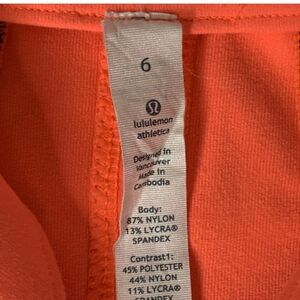 6
lululemon
athletica
Designed in
Vancouver
Made in
Cambodia
Body:
87% NYLON
13% LYCRA®
SPANDEX
Contrast1:
45% POLYESTER
44% NYLON
11% LYCRA®
SPANDEX